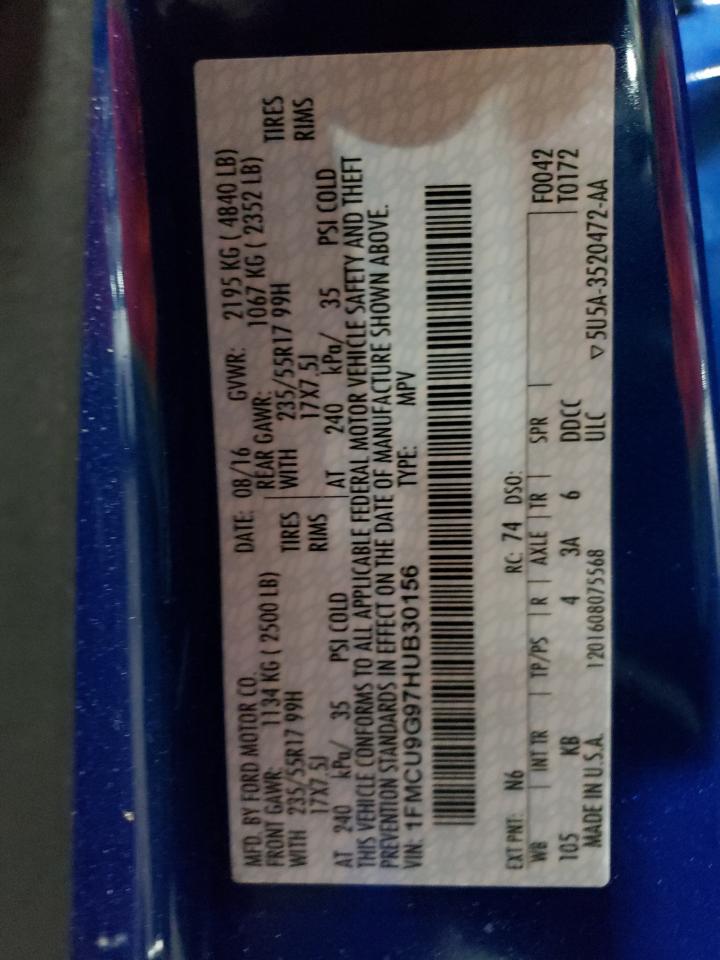 MFD. BY FORD MOTOR CO. DATE: 08/16 GVWR: 2195 KG ( 4840 LB)
FRONT GAWR: 1134 KG ( 2500 LB) REAR GAWR: 1067 KG ( 2352 LB)
WITH 235/55R17 99H TIRES WITH 235/55R17 99H TIRES
17X7.5J RIMS 17X7.5J RIMS
AT 240 kPa/ 35 PSI COLD AT 240 kPa/ 35 PSI COLD
THIS VEHICLE CONFORMS TO ALL APPLICABLE FEDERAL MOTOR VEHICLE SAFETY AND THEFT
PREVENTION STANDARDS IN EFFECT ON THE DATE OF MANUFACTURE SHOWN ABOVE.
VIN: 1FMCU9G97HUB30156 TYPE: MPV
EXT PNT: N6 RC: 74 DSO: F0042
WB INT TR TP/PS R AXLE TR SPR T0172
105 KB 4 3A 6 DDCC
ULC
MADE IN U.S.A. 1201608075568 ▽ 5U5A-3520472-AA